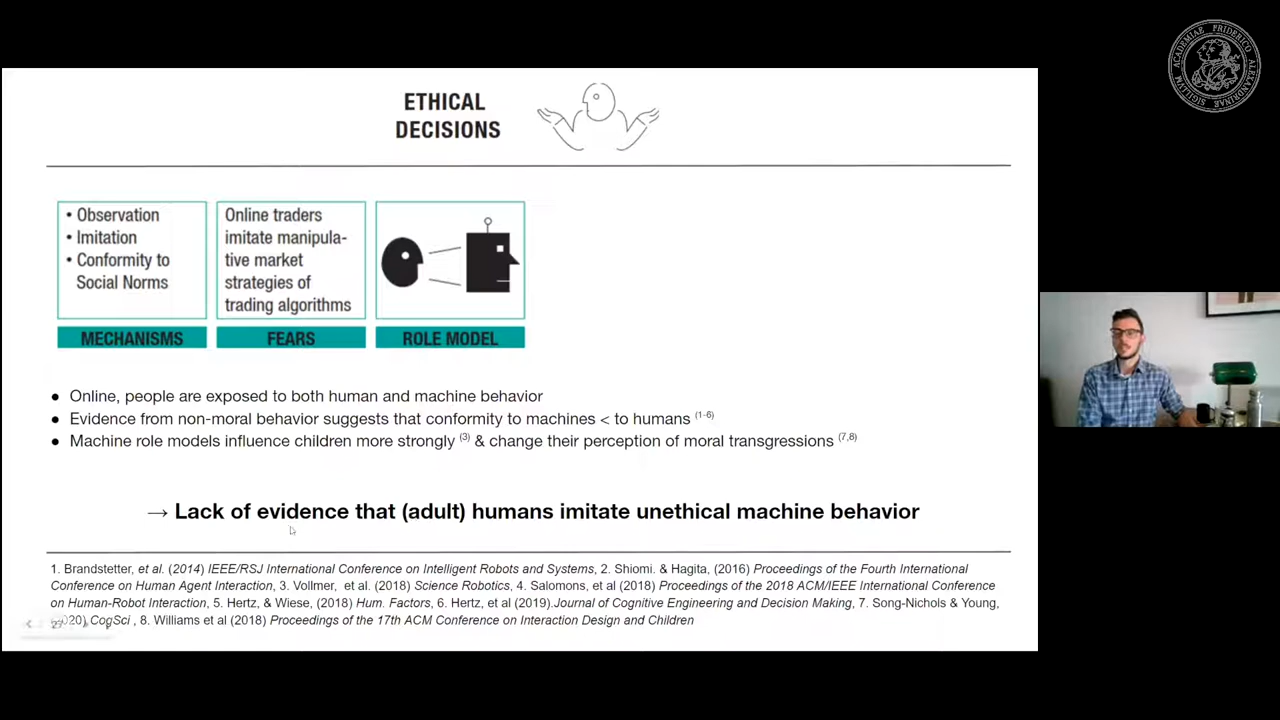 SIGILLVM ACADEMIAE FRIDERICO ALEXANDRINAE
ETHICAL
DECISIONS
• Observation
• Imitation
• Conformity to
Social Norms
MECHANISMS
Online traders
imitate manipula-
tive market
strategies of
trading algorithms
FEARS
ROLE MODEL
● Online, people are exposed to both human and machine behavior
● Evidence from non-moral behavior suggests that conformity to machines < to humans (1-6)
● Machine role models influence children more strongly (3) & change their perception of moral transgressions (7,8)
→ Lack of evidence that (adult) humans imitate unethical machine behavior
1. Brandstetter, et al. (2014) IEEE/RSJ International Conference on Intelligent Robots and Systems, 2. Shiomi. & Hagita, (2016) Proceedings of the Fourth International
Conference on Human Agent Interaction, 3. Vollmer, et al. (2018) Science Robotics, 4. Salomons, et al (2018) Proceedings of the 2018 ACM/IEEE International Conference
on Human-Robot Interaction, 5. Hertz, & Wiese, (2018) Hum. Factors, 6. Hertz, et al (2019).Journal of Cognitive Engineering and Decision Making, 7. Song-Nichols & Young,
(2020) CogSci , 8. Williams et al (2018) Proceedings of the 17th ACM Conference on Interaction Design and Children